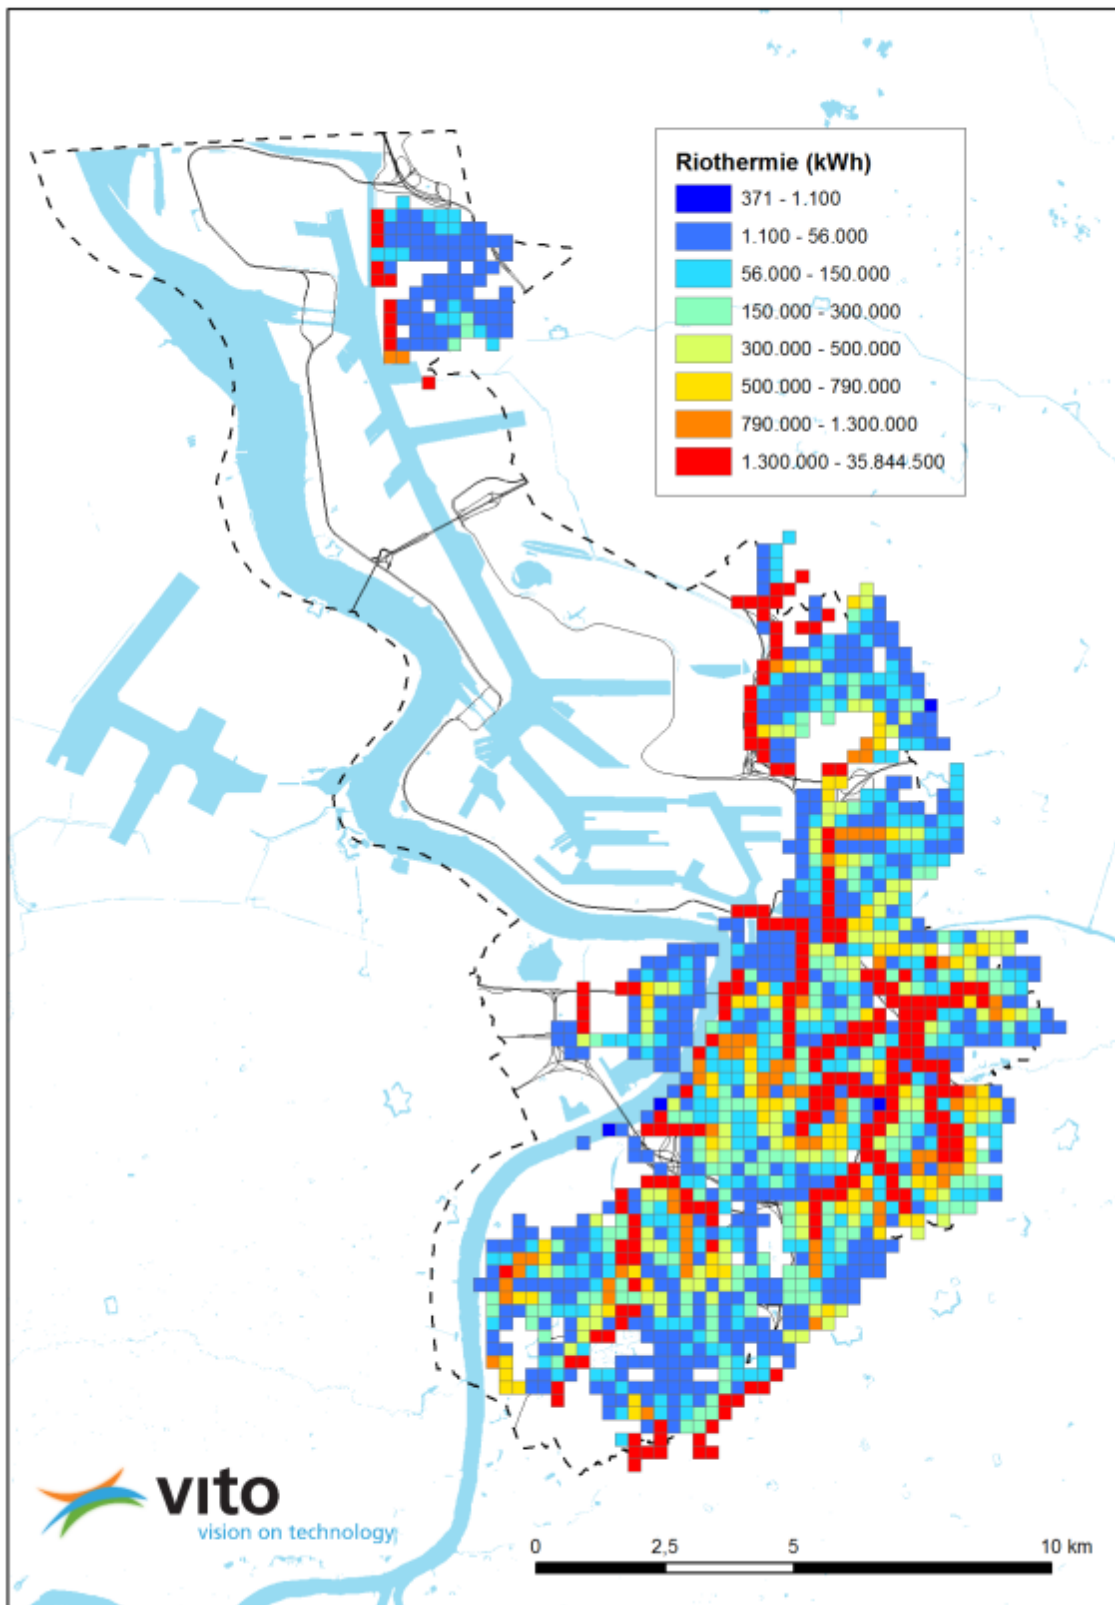 Riothermie (kWh)
371 - 1.100
1.100 - 56.000
56.000 - 150.000
150.000 - 300.000
300.000 - 500.000
500.000 - 790.000
790.000 - 1.300.000
1.300.000 - 35.844.500
vito
vision on technology
0 2,5 5 10 km